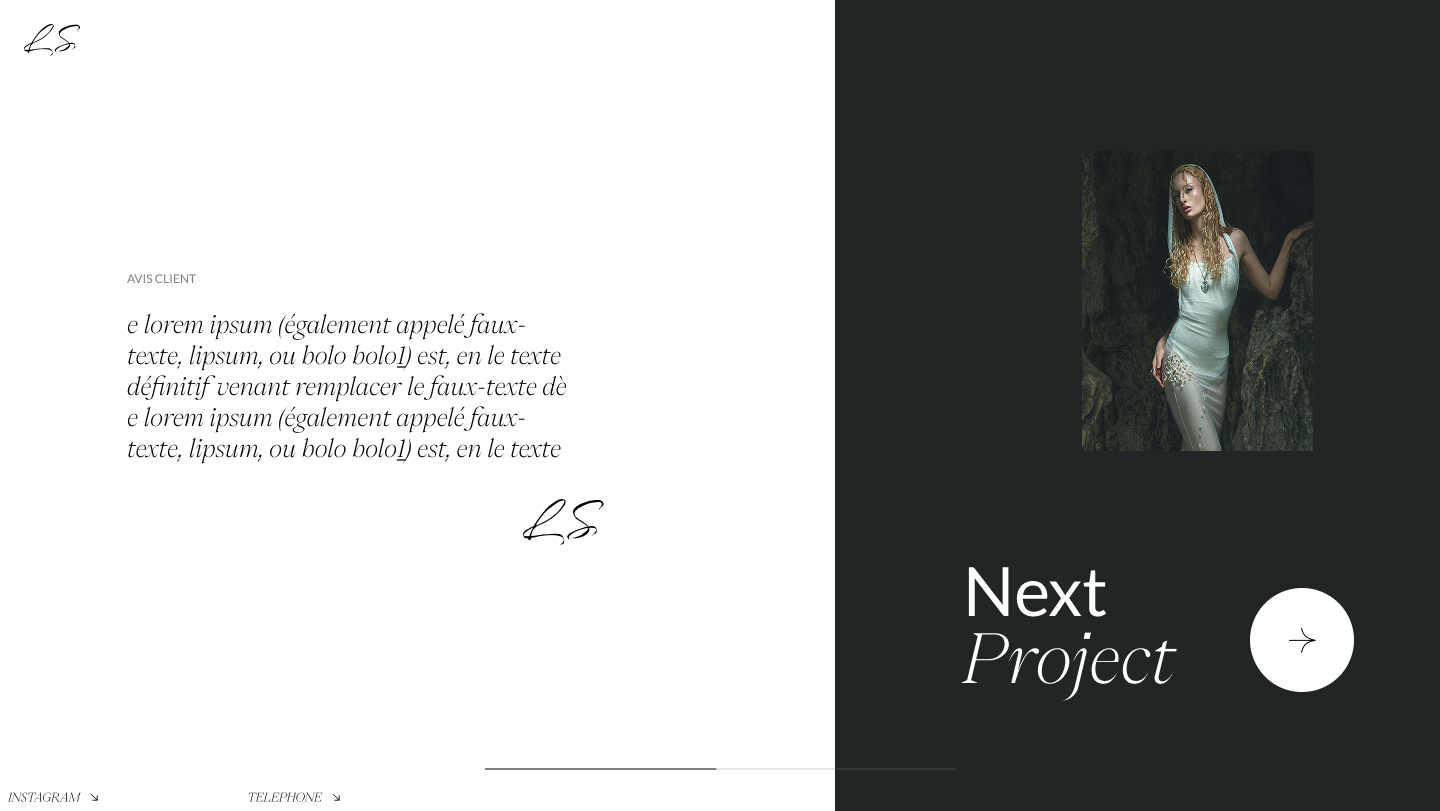 LS
AVIS CLIENT
e lorem ipsum (également appelé faux-
texte, lipsum, ou bolo bolo1) est, en le texte
définitif venant remplacer le faux-texte dè
e lorem ipsum (également appelé faux-
texte, lipsum, ou bolo bolo1) est, en le texte
LS
Next
Project
INSTAGRAM
TELEPHONE